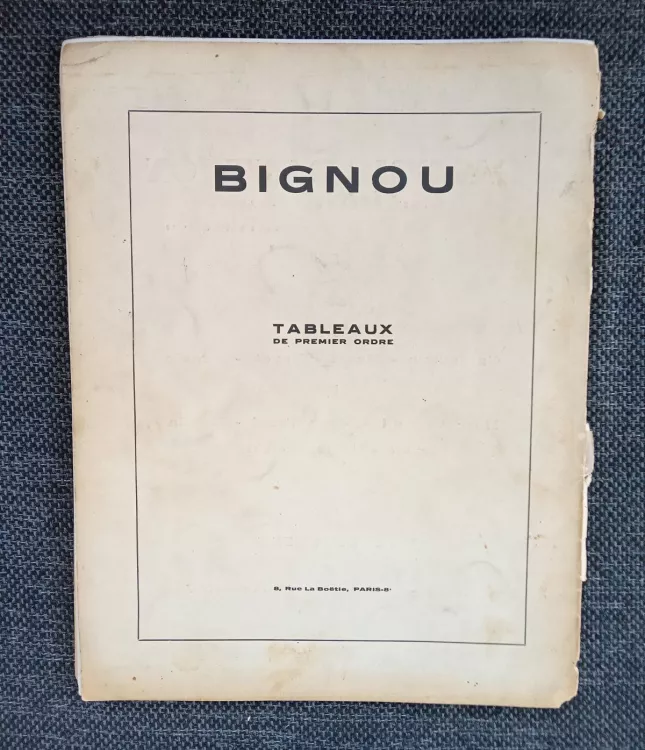 BIGNOU
TABLEAUX
DE PREMIER ORDRE
8, Rue La Boëtie, PARIS-8ᵉ